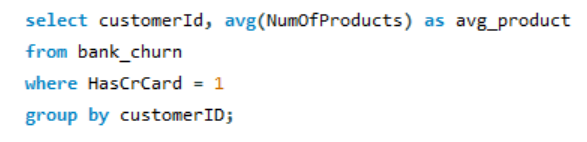 select customerId, avg(NumOfProducts) as avg_product
from bank_churn
where HasCrCard = 1
group by customerID;